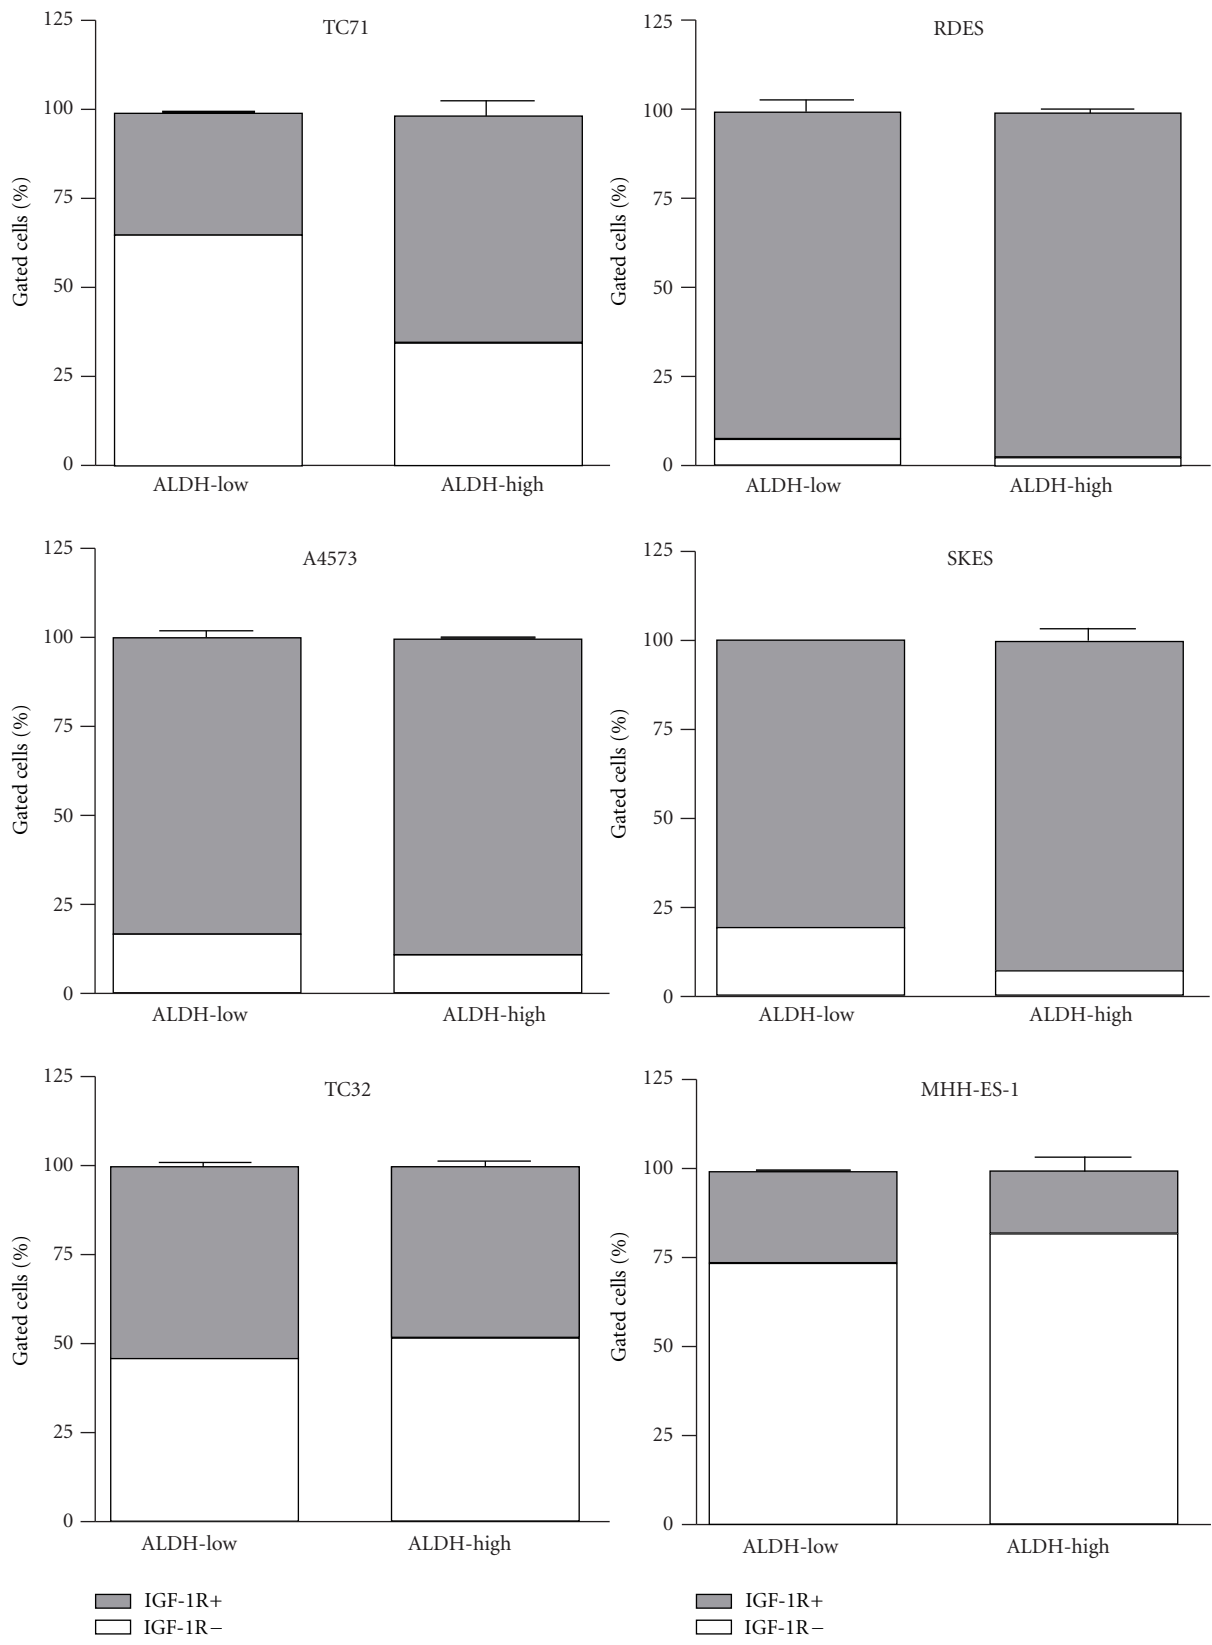 TC71
125
100
75
50
25
0
Gated cells (%)
ALDH-low
ALDH-high
RDES
125
100
75
50
25
0
Gated cells (%)
ALDH-low
ALDH-high
A4573
125
100
75
50
25
0
Gated cells (%)
ALDH-low
ALDH-high
SKES
125
100
75
50
25
0
Gated cells (%)
ALDH-low
ALDH-high
TC32
125
100
75
50
25
0
Gated cells (%)
ALDH-low
ALDH-high
MHH-ES-1
125
100
75
50
25
0
Gated cells (%)
ALDH-low
ALDH-high
IGF-1R+
IGF-1R−
IGF-1R+
IGF-1R−